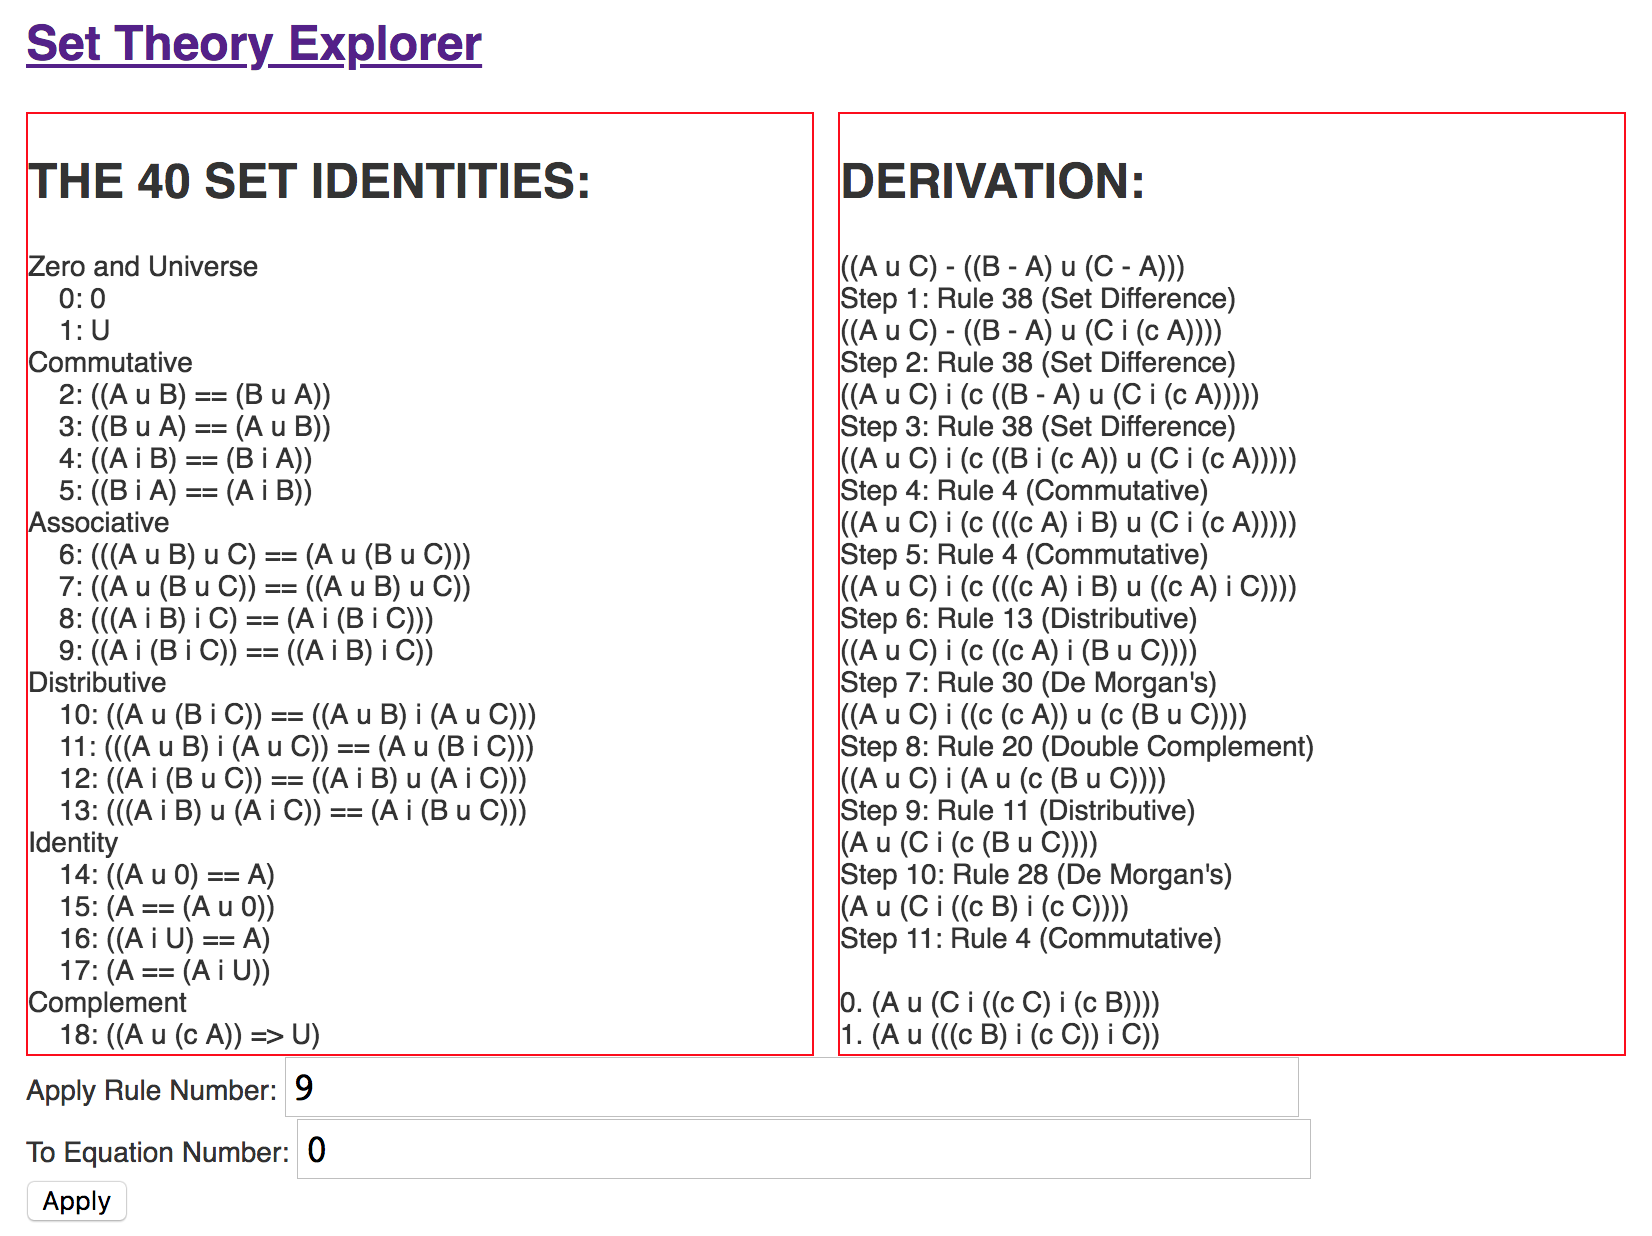 Set Theory Explorer
THE 40 SET IDENTITIES:
Zero and Universe
0: 0
1: U
Commutative
2: ((A u B) == (B u A))
3: ((B u A) == (A u B))
4: ((A i B) == (B i A))
5: ((B i A) == (A i B))
Associative
6: (((A u B) u C) == (A u (B u C)))
7: ((A u (B u C)) == ((A u B) u C))
8: (((A i B) i C) == (A i (B i C)))
9: ((A i (B i C)) == ((A i B) i C))
Distributive
10: ((A u (B i C)) == ((A u B) i (A u C)))
11: (((A u B) i (A u C)) == (A u (B i C)))
12: ((A i (B u C)) == ((A i B) u (A i C)))
13: (((A i B) u (A i C)) == (A i (B u C)))
Identity
14: ((A u 0) == A)
15: (A == (A u 0))
16: ((A i U) == A)
17: (A == (A i U))
Complement
18: ((A u (c A)) => U)
DERIVATION:
((A u C) - ((B - A) u (C - A)))
Step 1: Rule 38 (Set Difference)
((A u C) - ((B - A) u (C i (c A))))
Step 2: Rule 38 (Set Difference)
((A u C) i (c ((B - A) u (C i (c A)))))
Step 3: Rule 38 (Set Difference)
((A u C) i (c ((B i (c A)) u (C i (c A)))))
Step 4: Rule 4 (Commutative)
((A u C) i (c (((c A) i B) u (C i (c A)))))
Step 5: Rule 4 (Commutative)
((A u C) i (c (((c A) i B) u ((c A) i C))))
Step 6: Rule 13 (Distributive)
((A u C) i (c ((c A) i (B u C))))
Step 7: Rule 30 (De Morgan's)
((A u C) i ((c (c A)) u (c (B u C))))
Step 8: Rule 20 (Double Complement)
((A u C) i (A u (c (B u C))))
Step 9: Rule 11 (Distributive)
(A u (C i (c (B u C))))
Step 10: Rule 28 (De Morgan's)
(A u (C i ((c B) i (c C))))
Step 11: Rule 4 (Commutative)
0. (A u (C i ((c C) i (c B))))
1. (A u (((c B) i (c C)) i C))
Apply Rule Number: 9
To Equation Number: 0
Apply